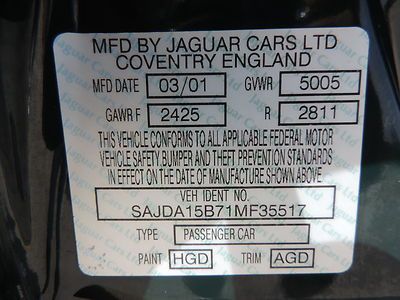 MFD BY JAGUAR CARS LTD
COVENTRY ENGLAND
MFD DATE 03/01 GVWR 5005
GAWR F 2425 R 2811
THIS VEHICLE CONFORMS TO ALL APPLICABLE FEDERAL MOTOR
VEHICLE SAFETY, BUMPER AND THEFT PREVENTION STANDARDS
IN EFFECT ON THE DATE OF MANUFACTURE SHOWN ABOVE.
VEH IDENT NO.
SAJDA15B71MF35517
TYPE PASSENGER CAR
PAINT HGD TRIM AGD